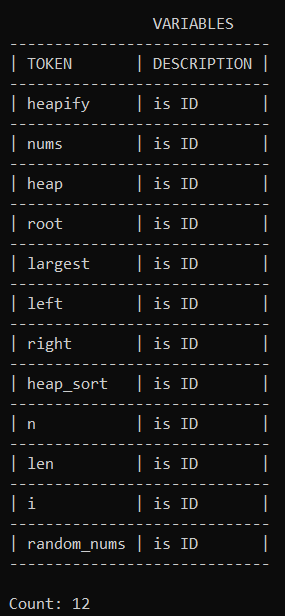 VARIABLES
-----------------------------
| TOKEN       | DESCRIPTION |
-----------------------------
| heapify     | is ID       |
-----------------------------
| nums        | is ID       |
-----------------------------
| heap        | is ID       |
-----------------------------
| root        | is ID       |
-----------------------------
| largest     | is ID       |
-----------------------------
| left        | is ID       |
-----------------------------
| right       | is ID       |
-----------------------------
| heap_sort   | is ID       |
-----------------------------
| n           | is ID       |
-----------------------------
| len         | is ID       |
-----------------------------
| i           | is ID       |
-----------------------------
| random_nums | is ID       |
-----------------------------
Count: 12